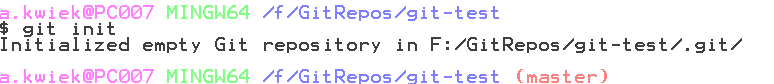 a.kwiek@PC007 MINGW64 /f/GitRepos/git-test
$ git init
Initialized empty Git repository in F:/GitRepos/git-test/.git/
a.kwiek@PC007 MINGW64 /f/GitRepos/git-test (master)